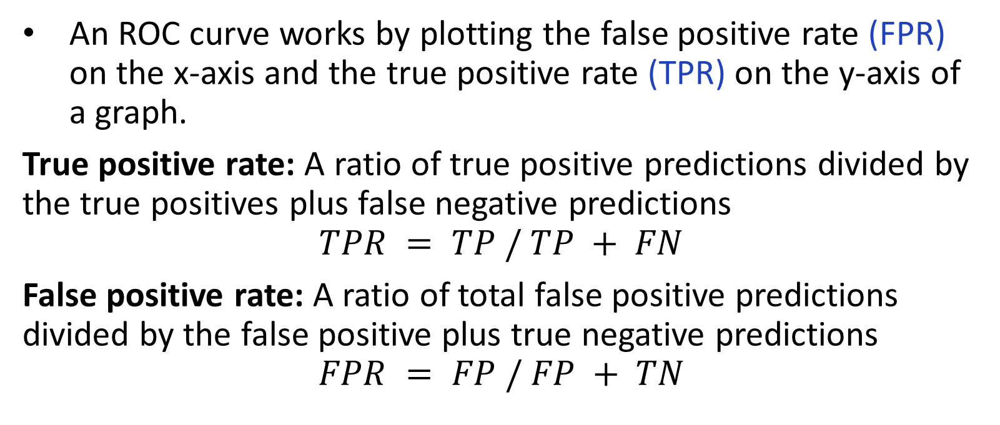 • An ROC curve works by plotting the false positive rate (FPR)
on the x-axis and the true positive rate (TPR) on the y-axis of
a graph.
True positive rate: A ratio of true positive predictions divided by
the true positives plus false negative predictions
TPR = TP / TP + FN
False positive rate: A ratio of total false positive predictions
divided by the false positive plus true negative predictions
FPR = FP / FP + TN